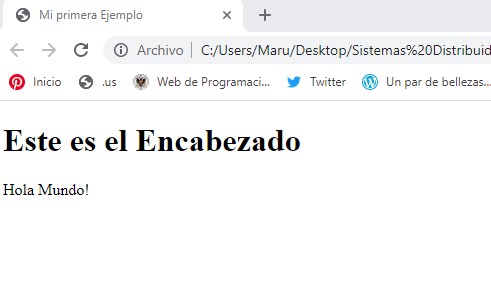 Mi primera Ejemplo
Archivo | C:/Users/Maru/Desktop/Sistemas%20Distribuid
Inicio .us Web de Programaci... Twitter Un par de bellezas...
Este es el Encabezado
Hola Mundo!